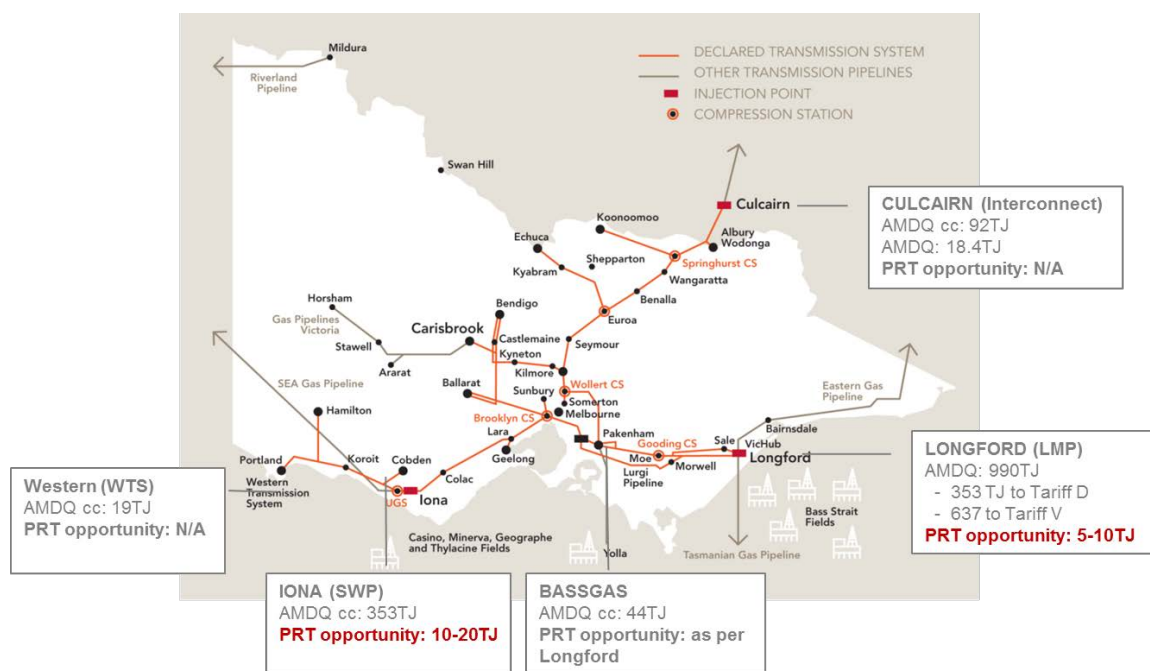 Mildura
Riverland
Pipeline
DECLARED TRANSMISSION SYSTEM
OTHER TRANSMISSION PIPELINES
INJECTION POINT
COMPRESSION STATION
Swan Hill
Culcairn
CULCAIRN (Interconnect)
AMDQ cc: 92TJ
AMDQ: 18.4TJ
PRT opportunity: N/A
Koonoomoo
Albury
Wodonga
Echuca
Shepparton
Springhurst CS
Kyabram
Wangaratta
Benalla
Horsham
Bendigo
Euroa
Gas Pipelines
Victoria
Carisbrook
Castlemaine
Seymour
Stawell
Kyneton
Ararat
Kilmore
SEA Gas Pipeline
Ballarat
Sunbury
Wollert CS
Somerton
Melbourne
Eastern Gas
Pipeline
Hamilton
Brooklyn CS
Bairnsdale
Lara
Pakenham
Gooding CS
Sale
VicHub
Geelong
Moe
Longford
Koroit
Cobden
Lurgi
Pipeline
Morwell
Portland
Western
Transmission
System
Colac
UGS
Iona
LONGFORD (LMP)
AMDQ: 990TJ
- 353 TJ to Tariff D
- 637 to Tariff V
PRT opportunity: 5-10TJ
Western (WTS)
AMDQ cc: 19TJ
PRT opportunity: N/A
Bass Strait
Fields
Casino, Minerva, Geographe
and Thylacine Fields
Yolla
Tasmanian Gas Pipeline
IONA (SWP)
AMDQ cc: 353TJ
PRT opportunity: 10-20TJ
BASSGAS
AMDQ cc: 44TJ
PRT opportunity: as per
Longford